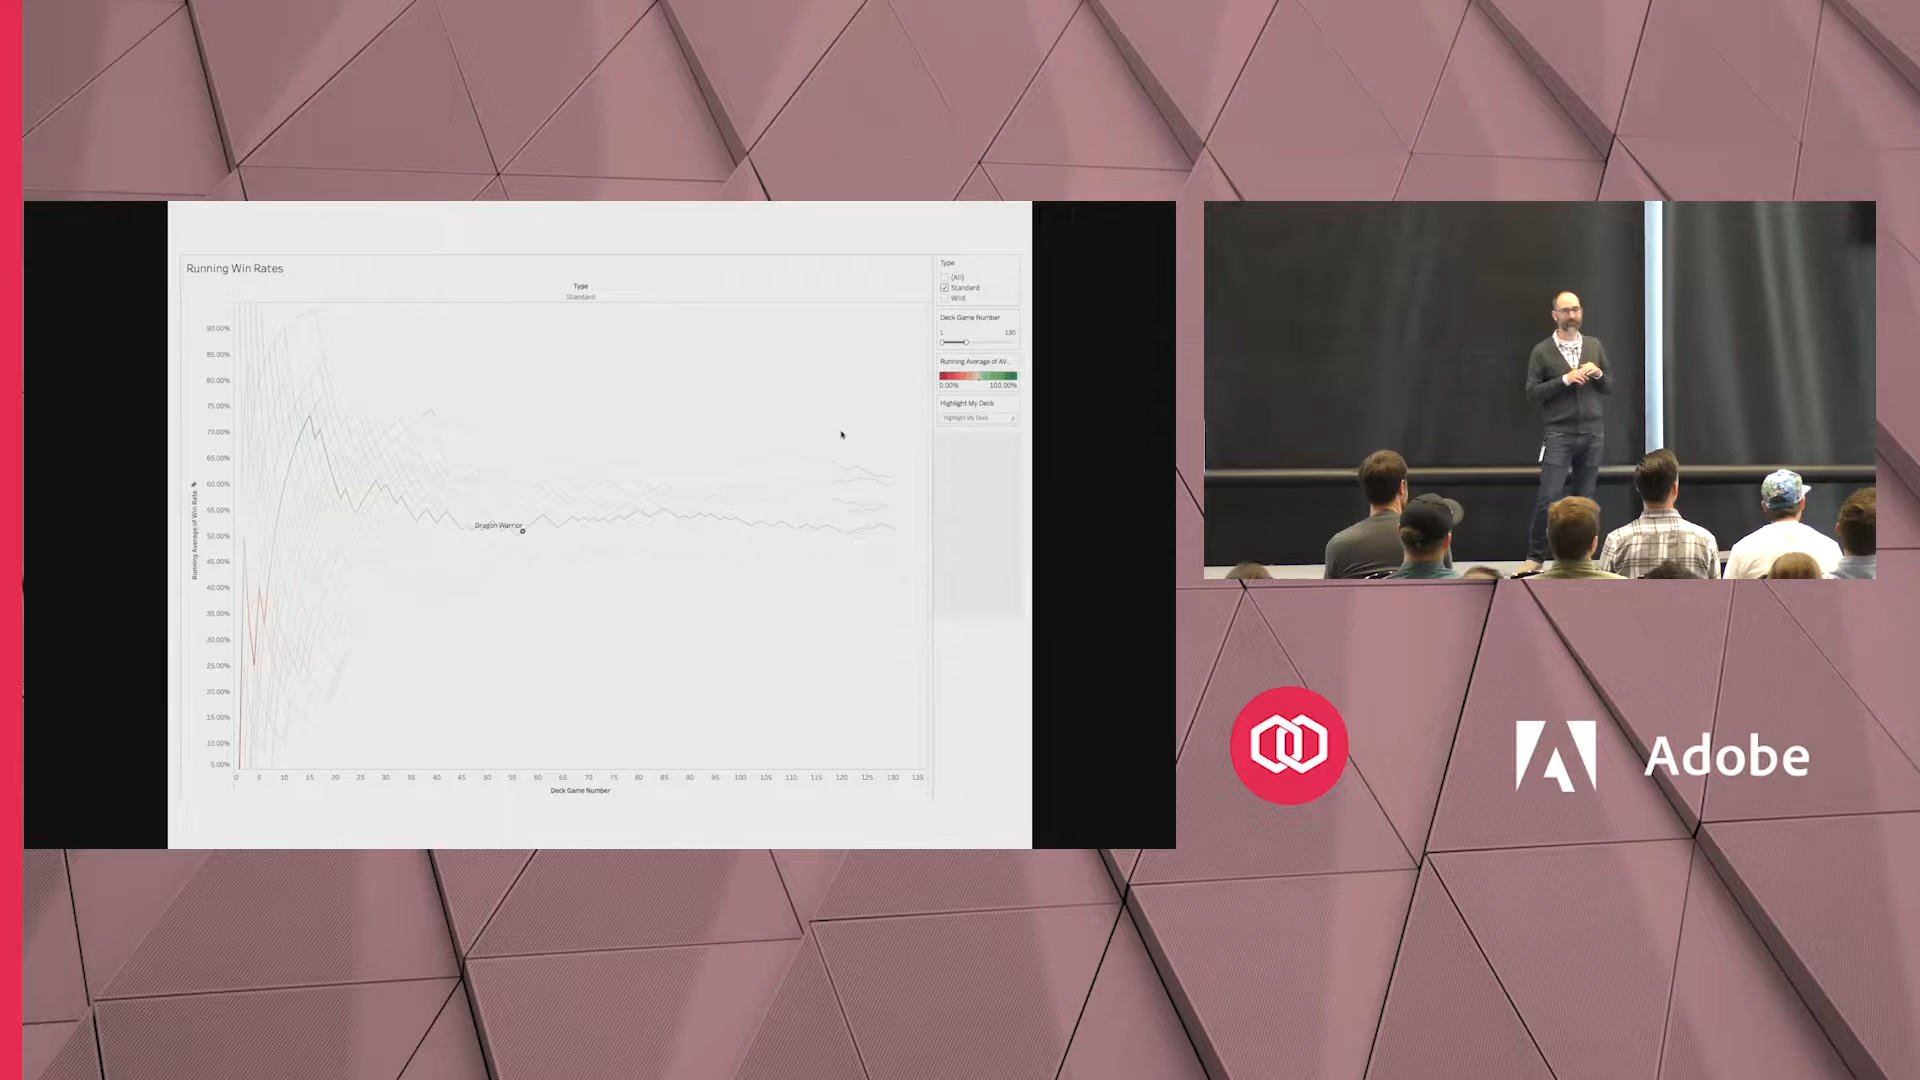 Running Win Rates
Type
Standard
90.00%
85.00%
80.00%
75.00%
70.00%
65.00%
60.00%
55.00%
50.00%
45.00%
40.00%
35.00%
30.00%
25.00%
20.00%
15.00%
10.00%
5.00%
Running Average of Win Rate
Dragon Warrior
0 5 10 15 20 25 30 35 40 45 50 55 60 65 70 75 80 85 90 95 100 105 110 115 120 125 130 135
Deck Game Number
Type
(All)
Standard
Wild
Deck Game Number
1 130
Running Average of AV...
0.00% 100.00%
Highlight My Deck
Highlight My Deck
Adobe